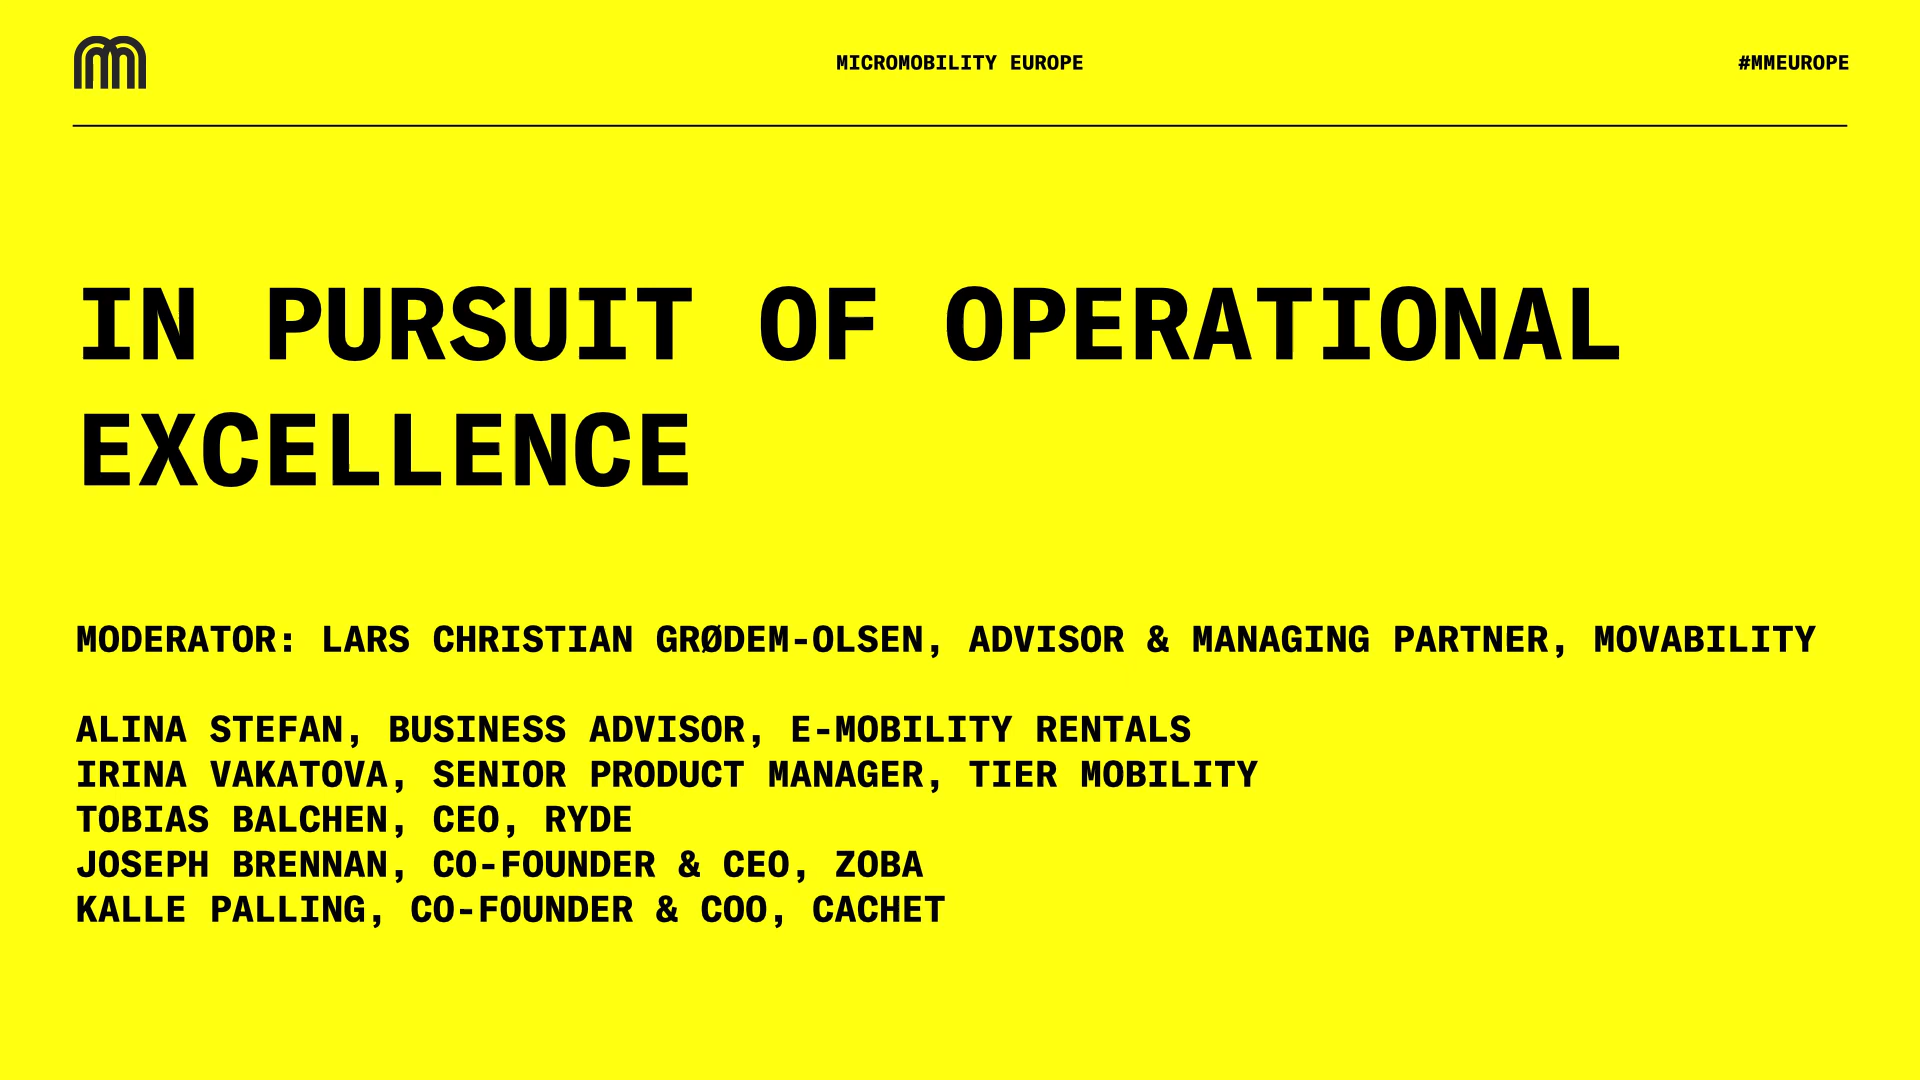 MICROMOBILITY EUROPE
#MMEUROPE
IN PURSUIT OF OPERATIONAL
EXCELLENCE
MODERATOR: LARS CHRISTIAN GRØDEM-OLSEN, ADVISOR & MANAGING PARTNER, MOVABILITY
ALINA STEFAN, BUSINESS ADVISOR, E-MOBILITY RENTALS
IRINA VAKATOVA, SENIOR PRODUCT MANAGER, TIER MOBILITY
TOBIAS BALCHEN, CEO, RYDE
JOSEPH BRENNAN, CO-FOUNDER & CEO, ZOBA
KALLE PALLING, CO-FOUNDER & COO, CACHET